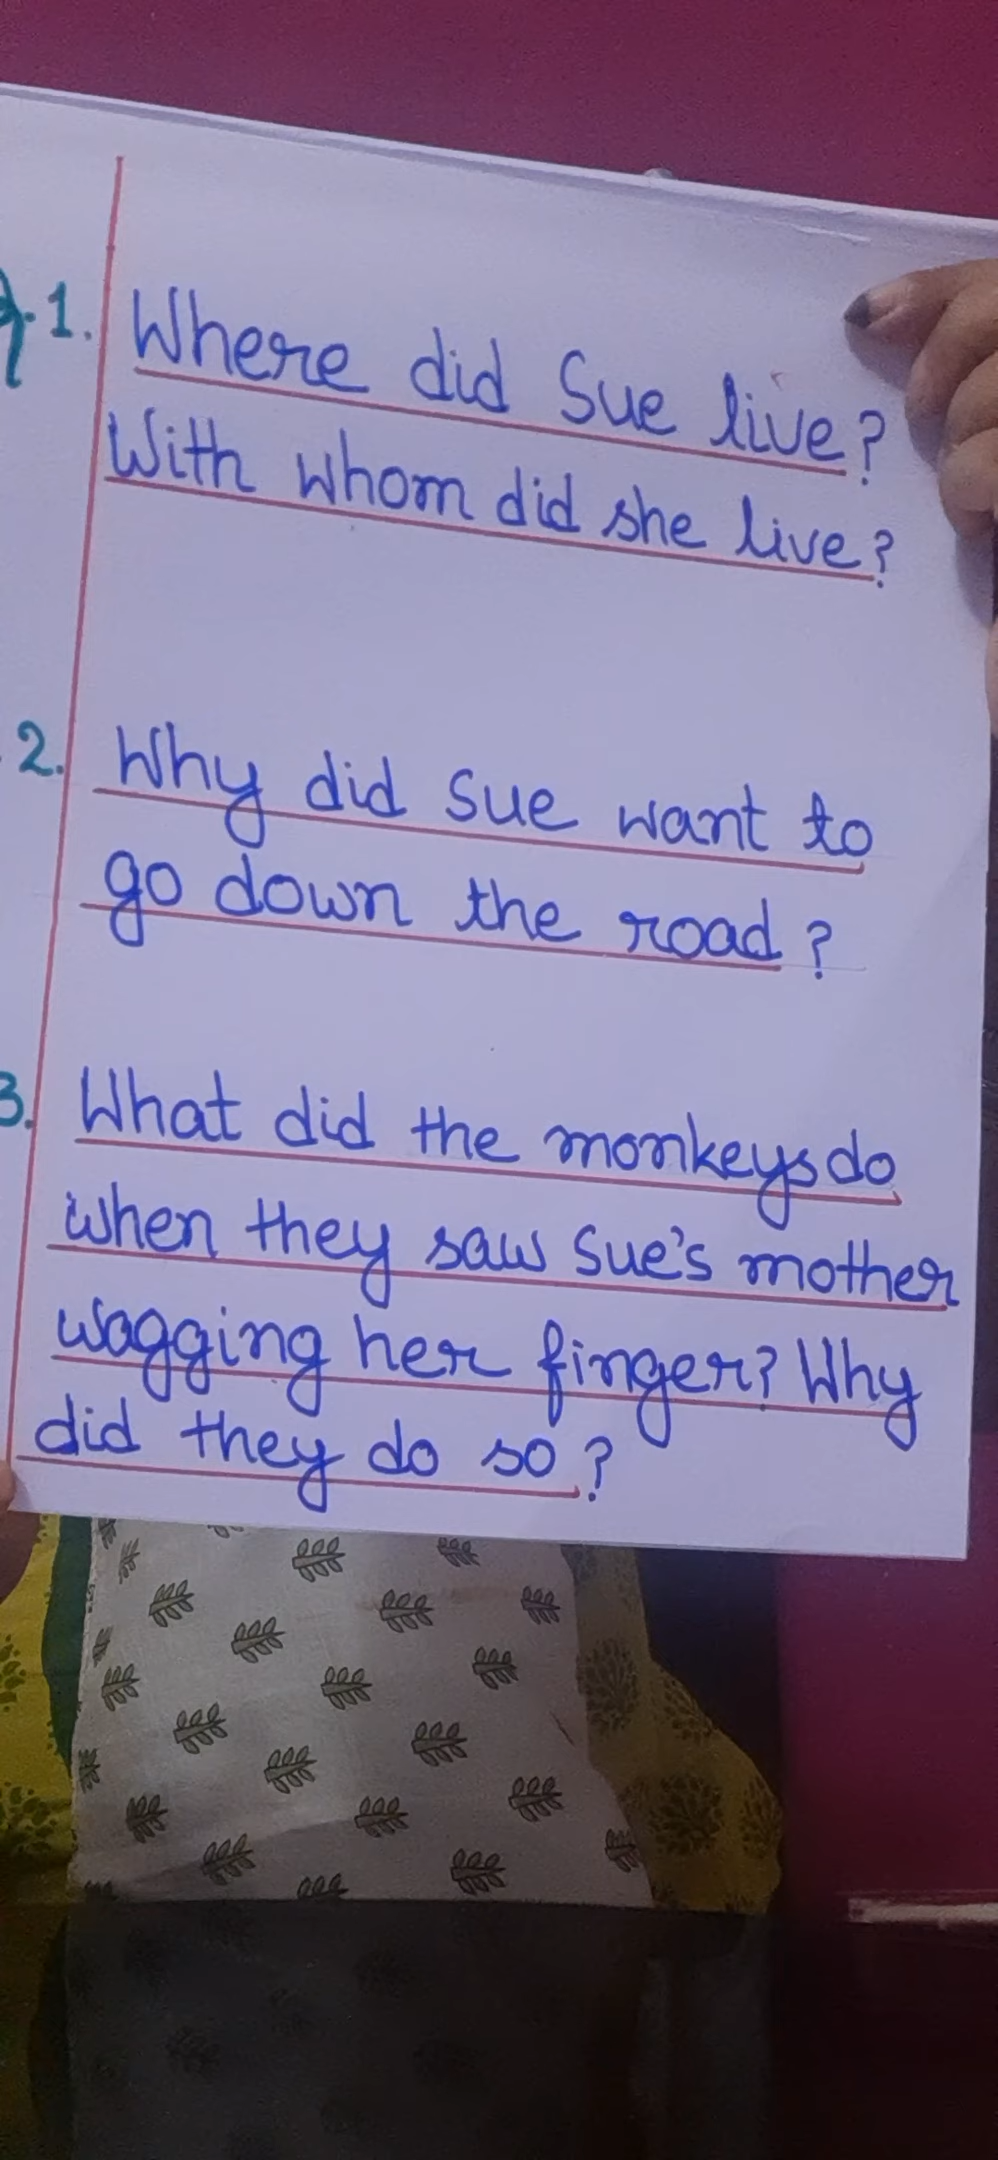 Q.1. Where did Sue live?
With whom did she live?
2. Why did Sue want to
go down the road?
3. What did the monkeys do
when they saw Sue's mother
wagging her finger? Why
did they do so?